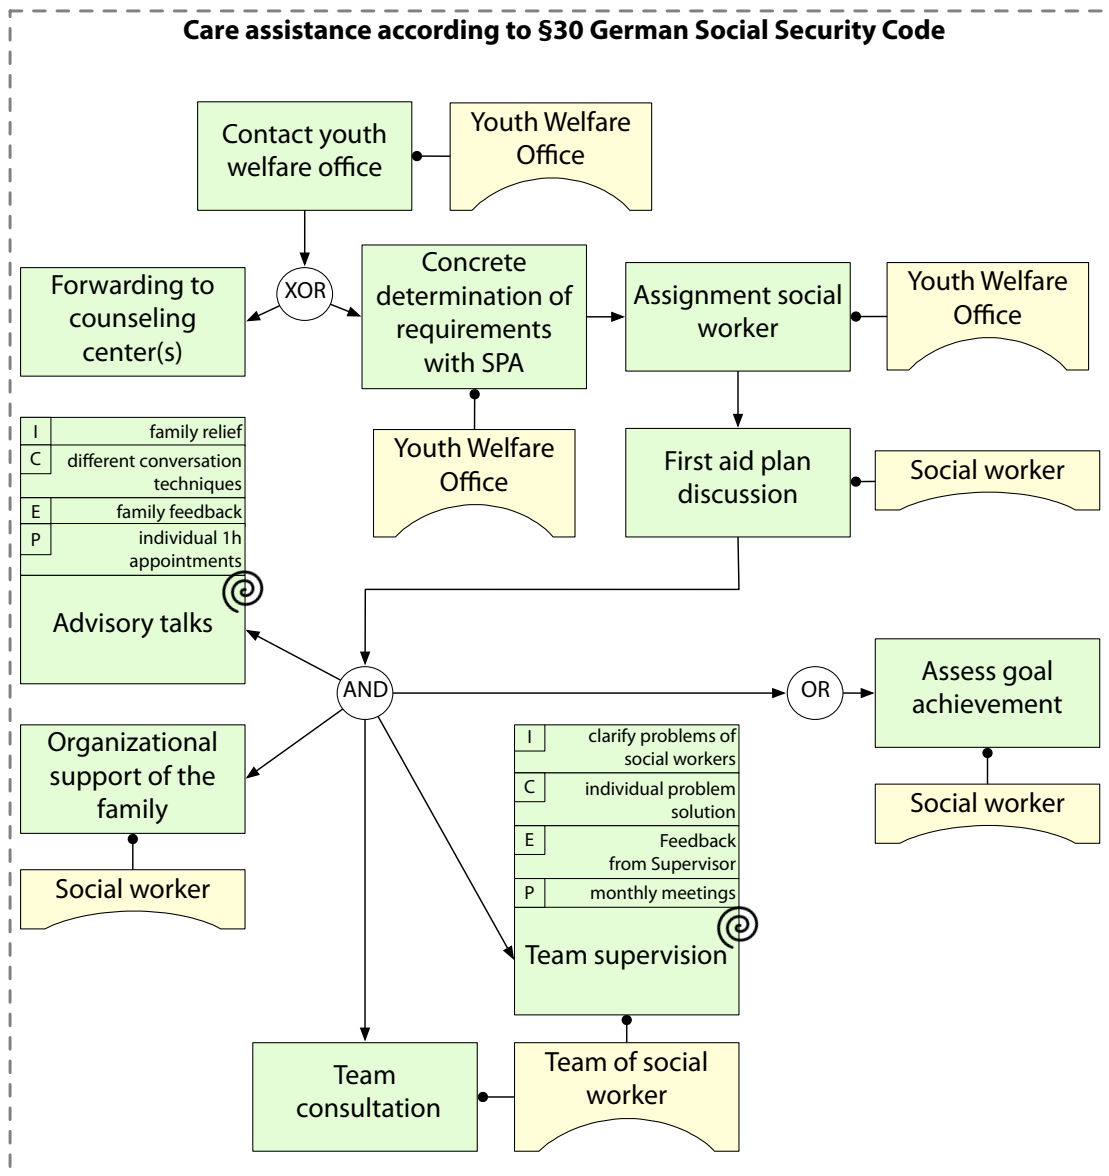 Care assistance according to §30 German Social Security Code
Contact youth
welfare office
Youth Welfare
Office
XOR
Forwarding to
counseling
center(s)
Concrete
determination of
requirements
with SPA
Assignment social
worker
Youth Welfare
Office
Youth Welfare
Office
First aid plan
discussion
Social worker
I
family relief
C
different conversation
techniques
E
family feedback
P
individual 1h
appointments
Advisory talks
AND
OR
Assess goal
achievement
Social worker
Organizational
support of the
family
Social worker
I
clarify problems of
social workers
C
individual problem
solution
E
Feedback
from Supervisor
P
monthly meetings
Team supervision
Team
consultation
Team of social
worker